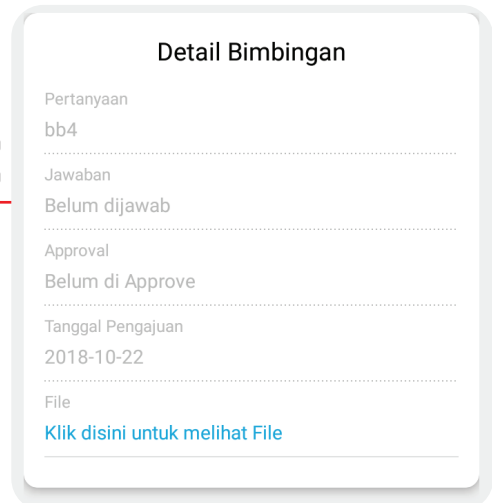 Detail Bimbingan
Pertanyaan
bb4
Jawaban
Belum dijawab
Approval
Belum di Approve
Tanggal Pengajuan
2018-10-22
File
Klik disini untuk melihat File